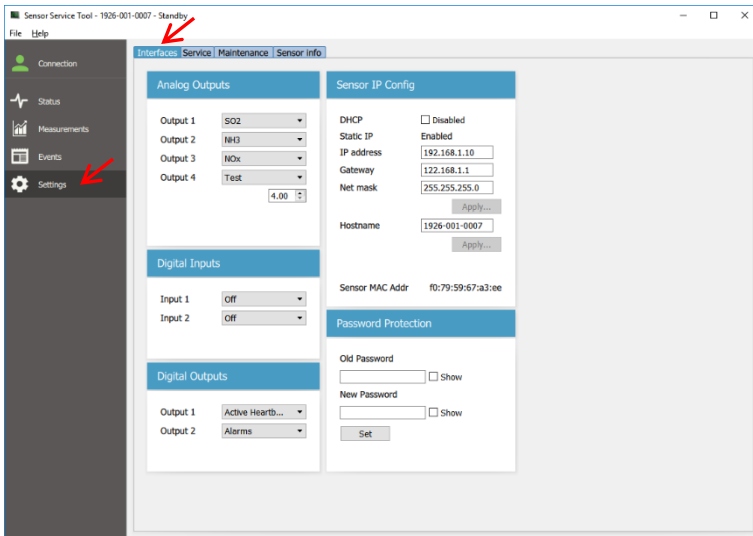 Sensor Service Tool - 1926-001-0007 - Standby
File Help
Connection
Status
Measurements
Events
Settings
Interfaces Service Maintenance Sensor info
Analog Outputs
Output 1 SO2
Output 2 NH3
Output 3 NOx
Output 4 Test
4.00
Digital Inputs
Input 1 Off
Input 2 Off
Digital Outputs
Output 1 Active Heartb...
Output 2 Alarms
Sensor IP Config
DHCP Disabled
Static IP Enabled
IP address 192.168.1.10
Gateway 122.168.1.1
Net mask 255.255.255.0
Apply...
Hostname 1926-001-0007
Apply...
Sensor MAC Addr f0:79:59:67:a3:ee
Password Protection
Old Password
Show
New Password
Show
Set